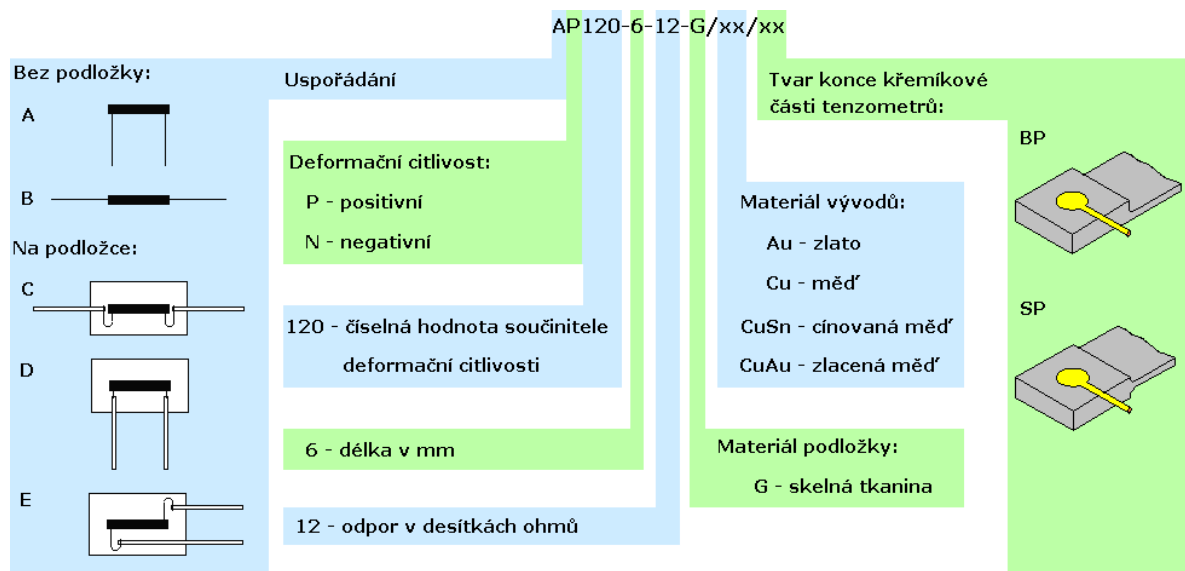 AP120-6-12-G/xx/xx
Bez podložky:
A
B
Na podložce:
C
D
E
Uspořádání
Deformační citlivost:
P - positivní
N - negativní
120 - číselná hodnota součinitele
deformační citlivosti
6 - délka v mm
12 - odpor v desítkách ohmů
Materiál vývodů:
Au - zlato
Cu - měď
CuSn - cínovaná měď
CuAu - zlacená měď
Materiál podložky:
G - skelná tkanina
Tvar konce křemíkové
části tenzometrů:
BP
SP